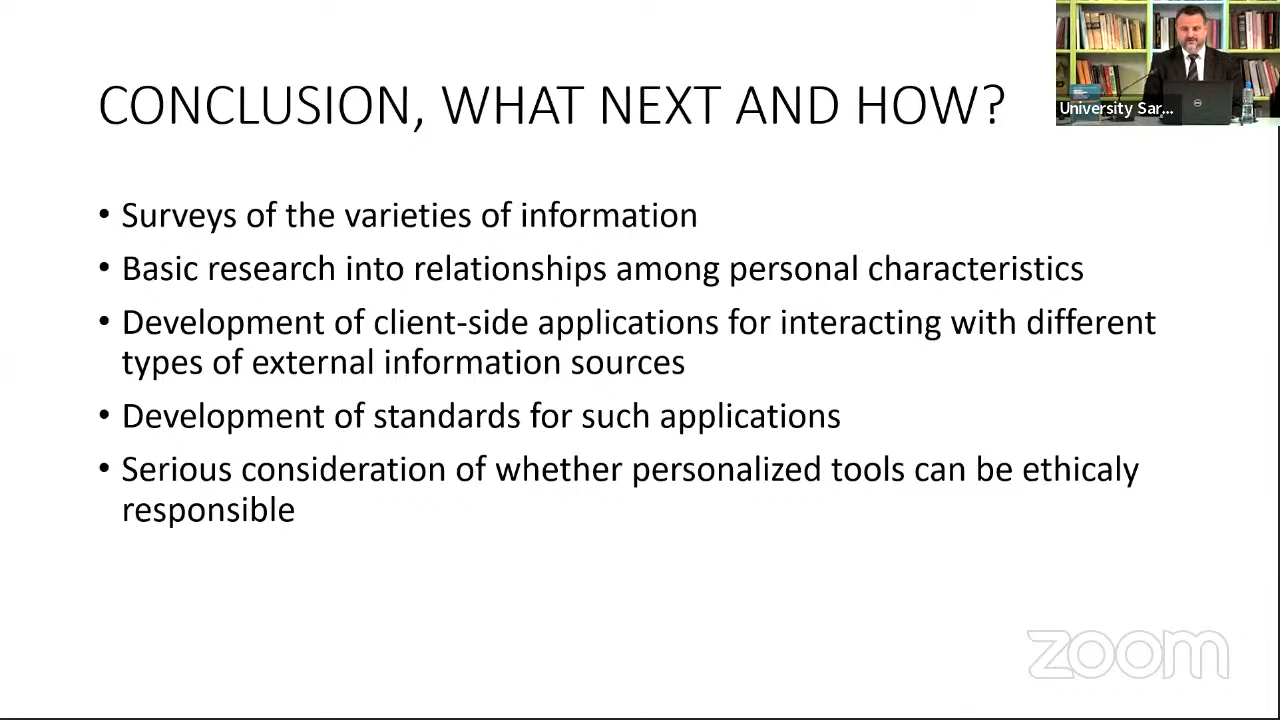 CONCLUSION, WHAT NEXT AND HOW?
University Sar...
• Surveys of the varieties of information
• Basic research into relationships among personal characteristics
• Development of client-side applications for interacting with different
types of external information sources
• Development of standards for such applications
• Serious consideration of whether personalized tools can be ethicaly
responsible
zoom